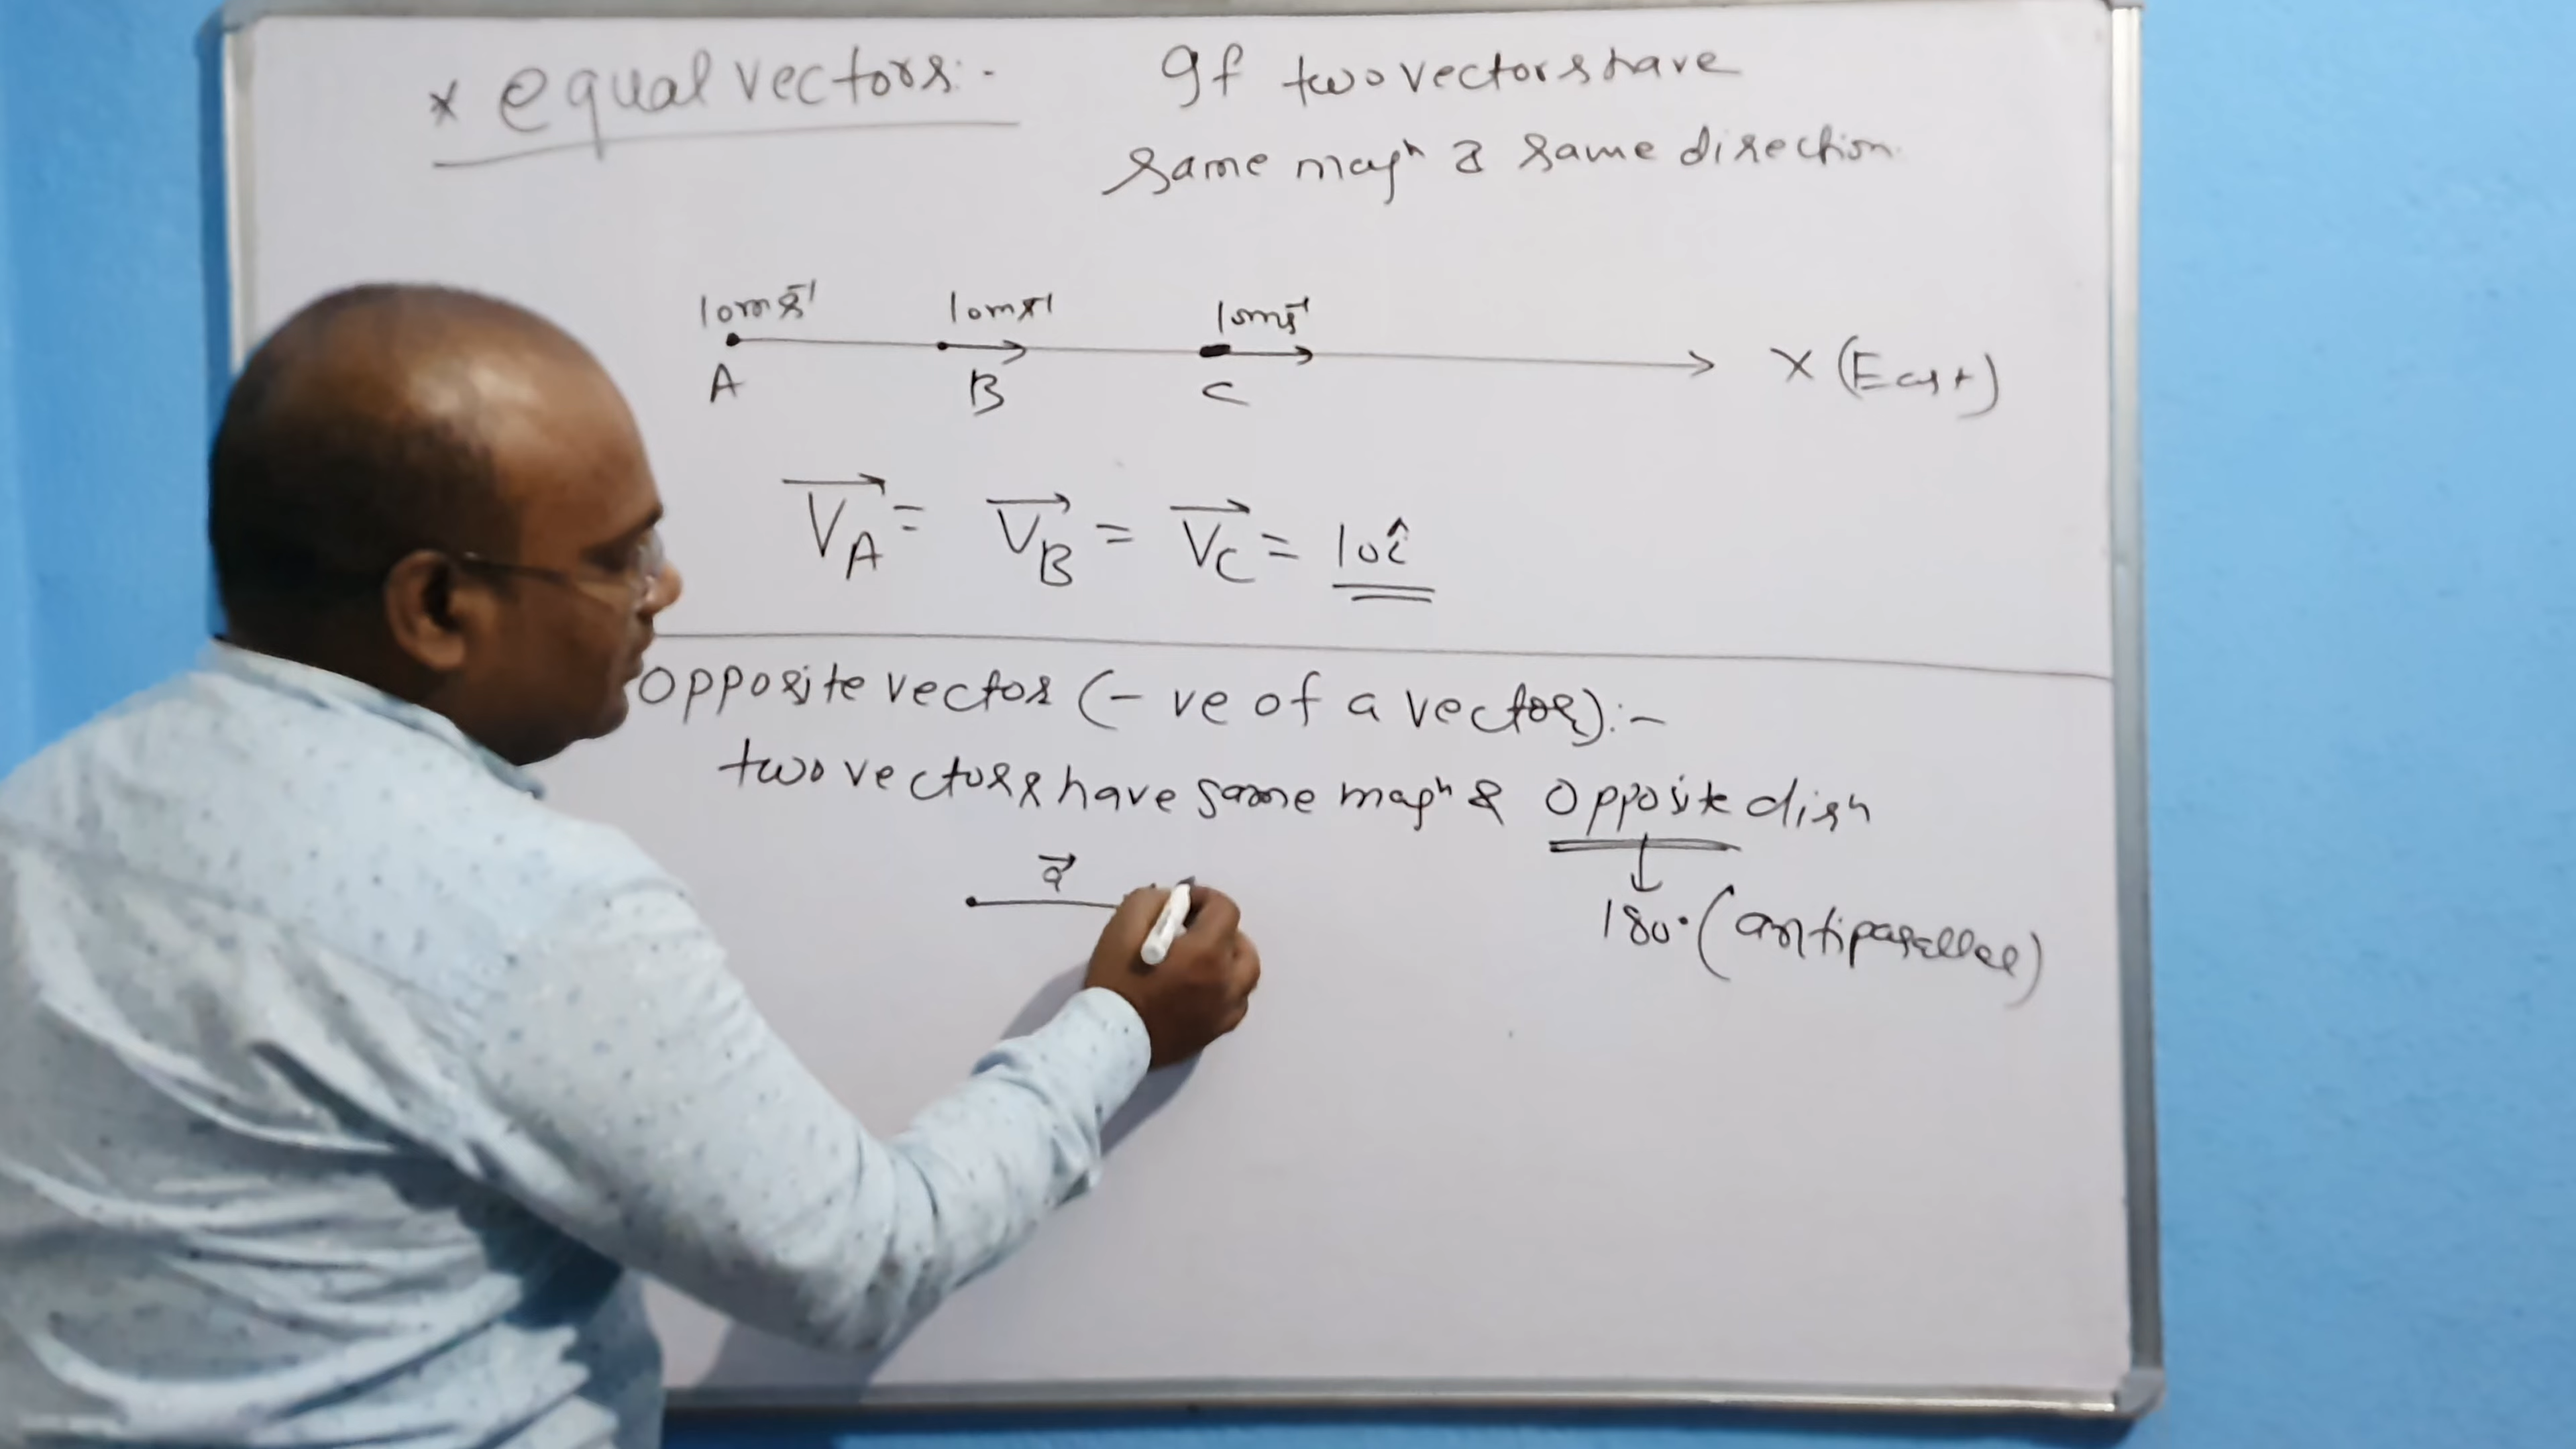 * equal vectors:- If two vectors have
same magⁿ & same direction
10ms⁻¹ 10ms⁻¹ 10ms⁻¹
A B C X (East)
V⃗A = V⃗B = V⃗C = 10î
opposite vector (-ve of a vector):-
two vectors have same magⁿ & opposite dirⁿ
a⃗
180° (antiparallel)